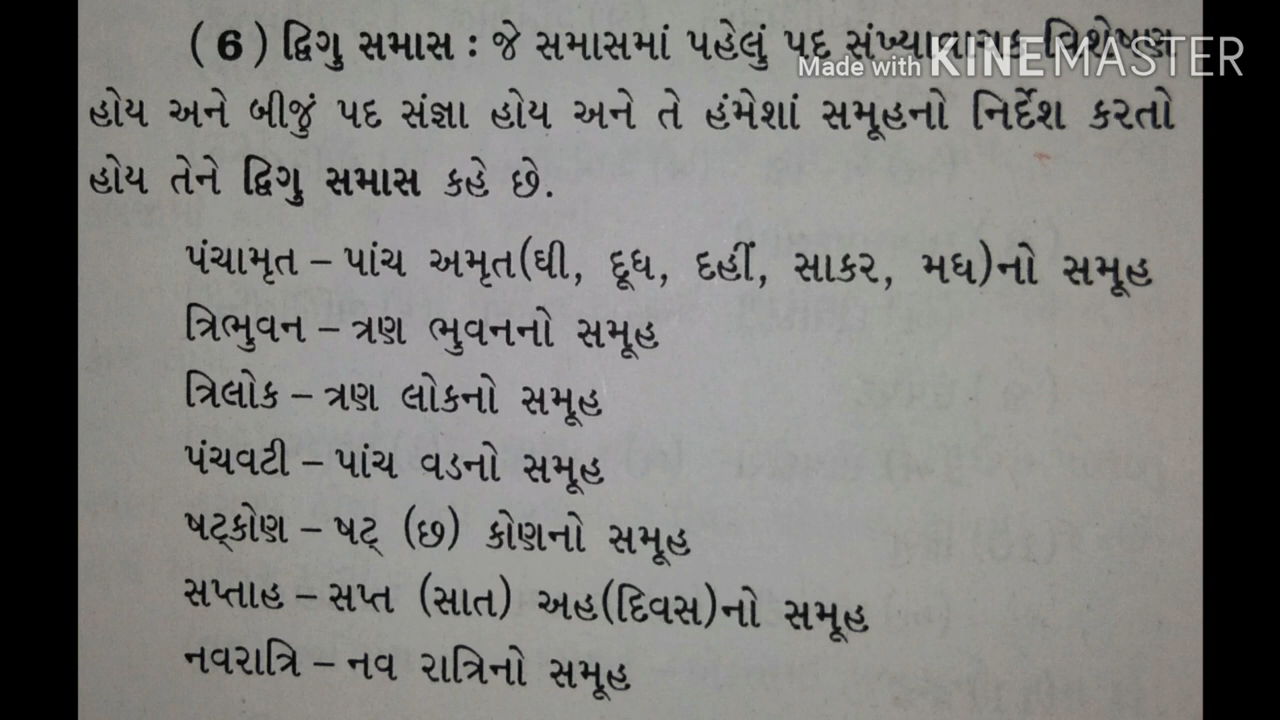 (6) દ્વિગુ સમાસ : જે સમાસમાં પહેલું પદ સંખ્યાવાચક વિશેષણ
Made with KINEMASTER
હોય અને બીજું પદ સંજ્ઞા હોય અને તે હંમેશાં સમૂહનો નિર્દેશ કરતો
હોય તેને દ્વિગુ સમાસ કહે છે.
પંચામૃત – પાંચ અમૃત(ઘી, દૂધ, દહીં, સાકર, મધ)નો સમૂહ
ત્રિભુવન – ત્રણ ભુવનનો સમૂહ
ત્રિલોક – ત્રણ લોકનો સમૂહ
પંચવટી – પાંચ વડનો સમૂહ
ષટ્કોણ – ષટ્ (છ) કોણનો સમૂહ
સપ્તાહ – સપ્ત (સાત) અહ(દિવસ)નો સમૂહ
નવરાત્રિ – નવ રાત્રિનો સમૂહ